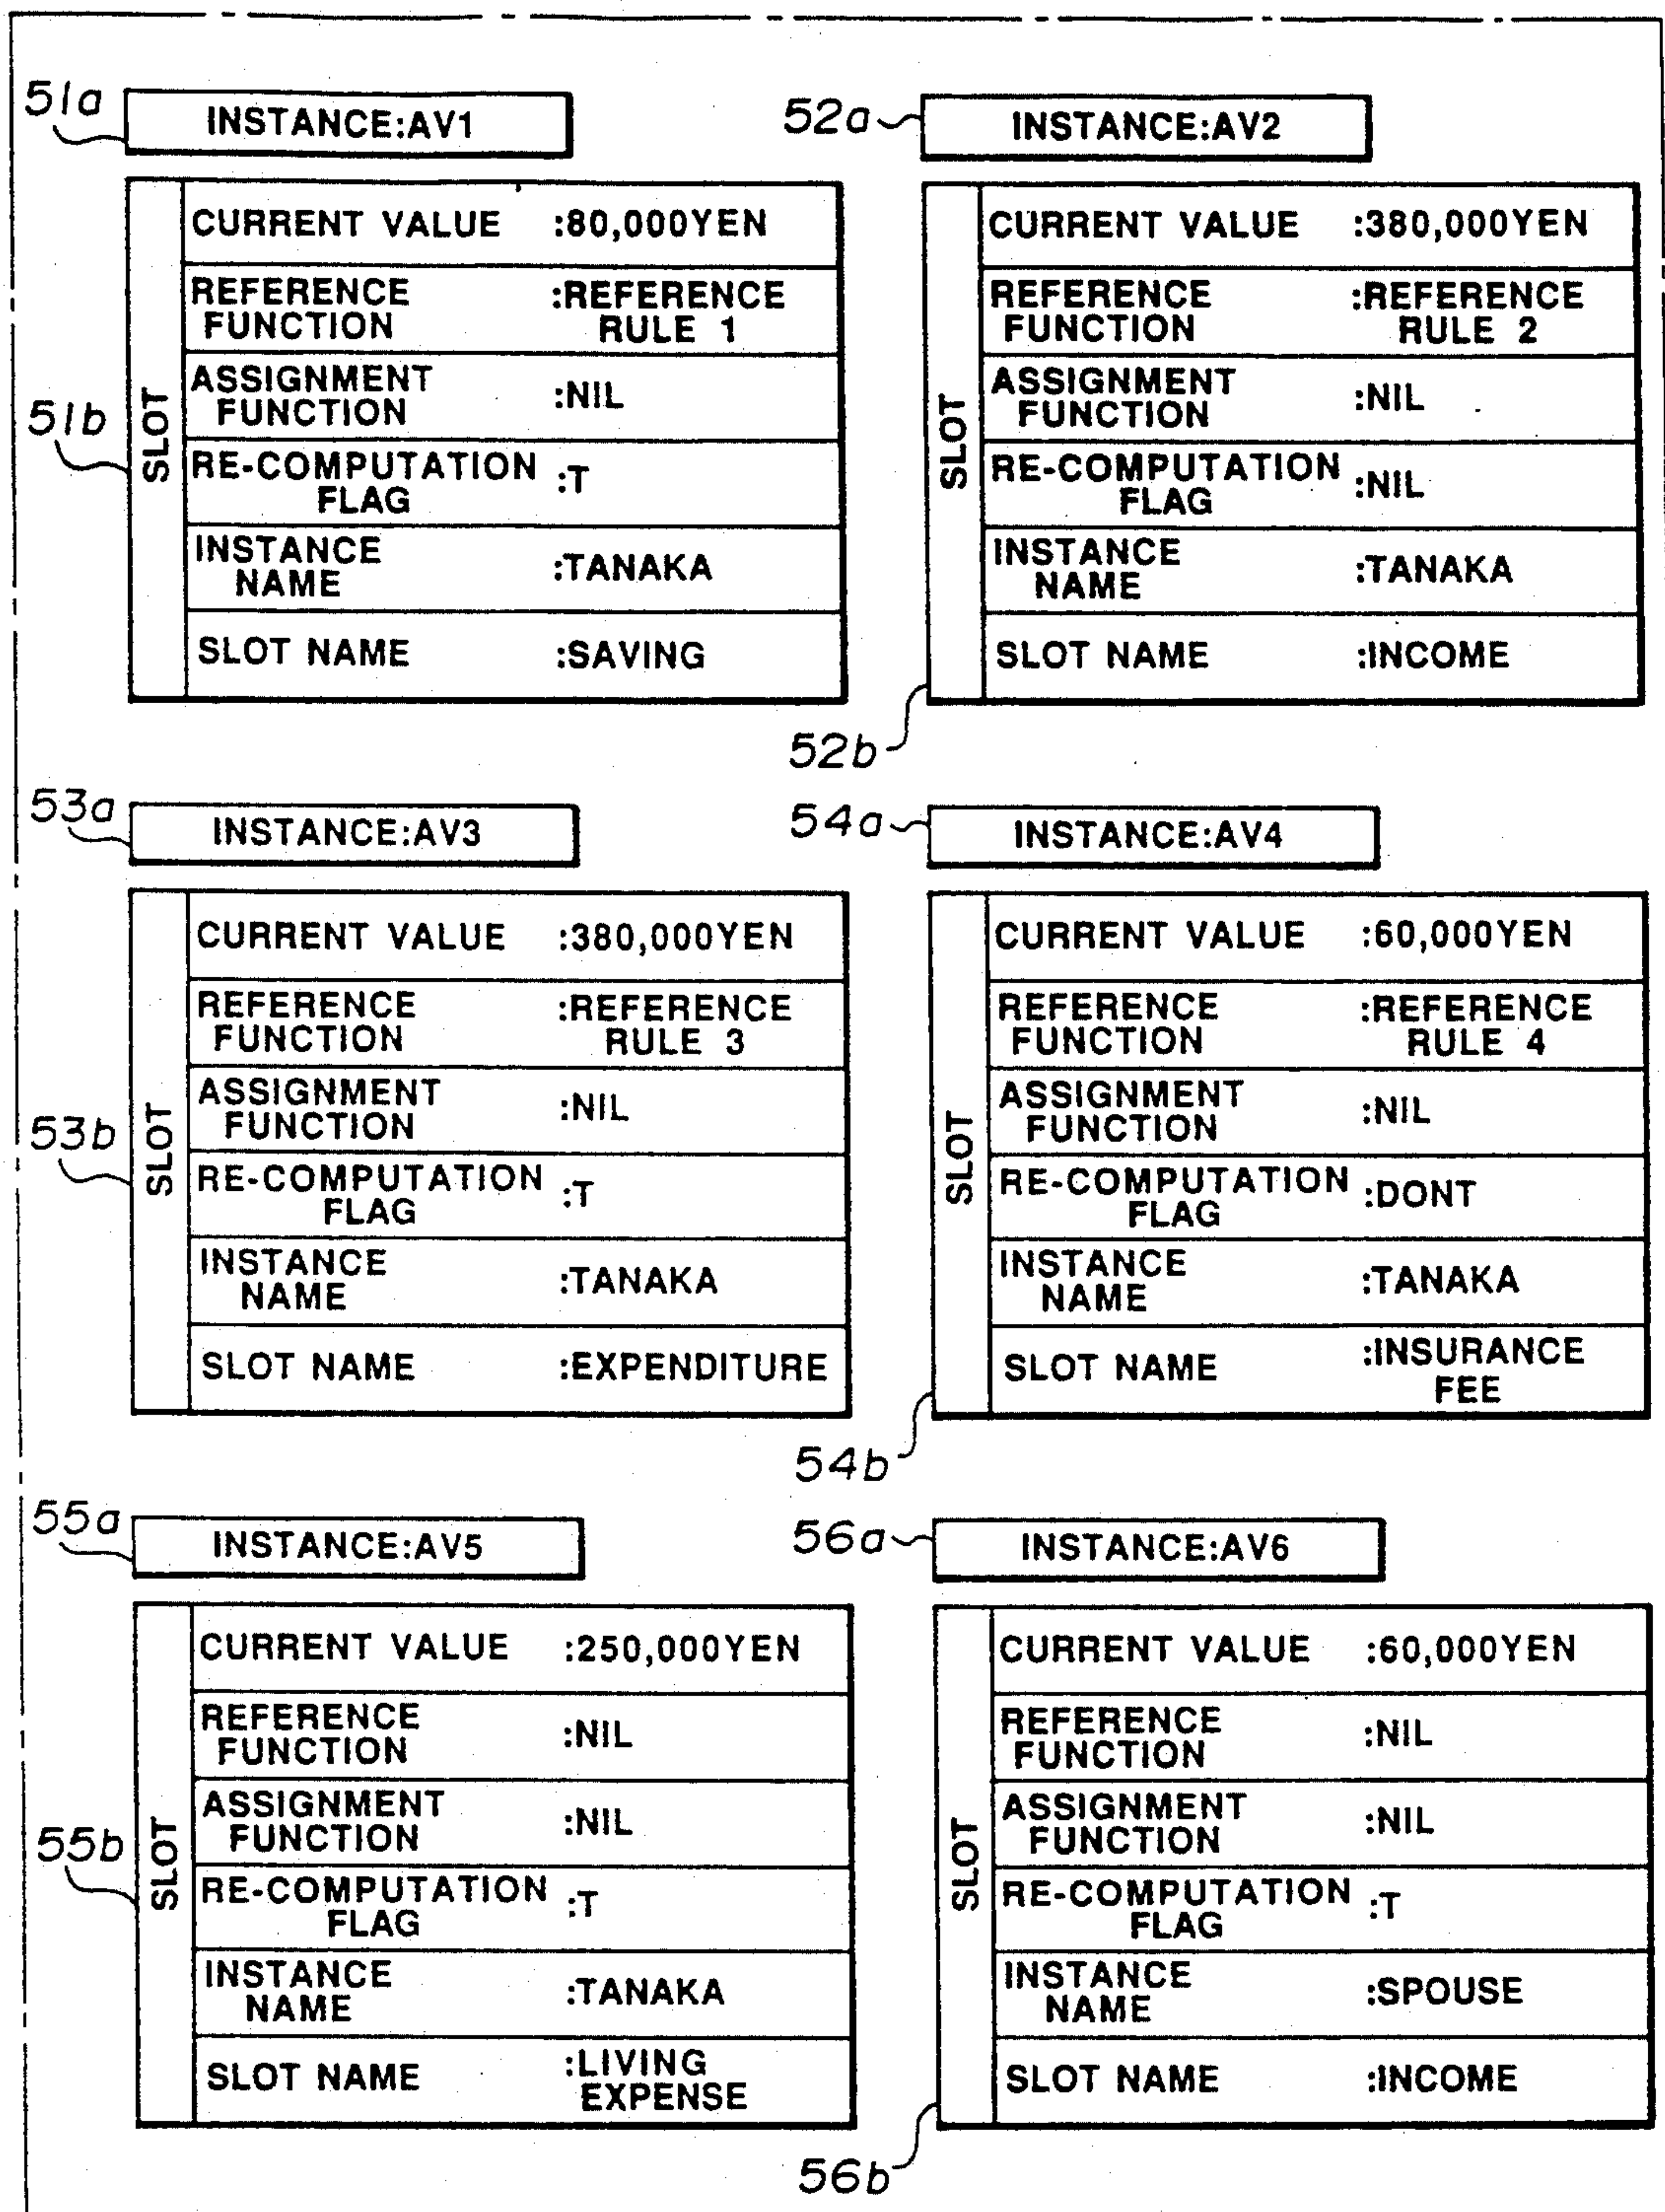 51a
INSTANCE:AV1
51b
SLOT
CURRENT VALUE :80,000YEN
REFERENCE FUNCTION :REFERENCE RULE 1
ASSIGNMENT FUNCTION :NIL
RE-COMPUTATION FLAG :T
INSTANCE NAME :TANAKA
SLOT NAME :SAVING
52a
INSTANCE:AV2
SLOT
CURRENT VALUE :380,000YEN
REFERENCE FUNCTION :REFERENCE RULE 2
ASSIGNMENT FUNCTION :NIL
RE-COMPUTATION FLAG :NIL
INSTANCE NAME :TANAKA
SLOT NAME :INCOME
52b
53a
INSTANCE:AV3
53b
SLOT
CURRENT VALUE :380,000YEN
REFERENCE FUNCTION :REFERENCE RULE 3
ASSIGNMENT FUNCTION :NIL
RE-COMPUTATION FLAG :T
INSTANCE NAME :TANAKA
SLOT NAME :EXPENDITURE
54a
INSTANCE:AV4
SLOT
CURRENT VALUE :60,000YEN
REFERENCE FUNCTION :REFERENCE RULE 4
ASSIGNMENT FUNCTION :NIL
RE-COMPUTATION FLAG :DONT
INSTANCE NAME :TANAKA
SLOT NAME :INSURANCE FEE
54b
55a
INSTANCE:AV5
55b
SLOT
CURRENT VALUE :250,000YEN
REFERENCE FUNCTION :NIL
ASSIGNMENT FUNCTION :NIL
RE-COMPUTATION FLAG :T
INSTANCE NAME :TANAKA
SLOT NAME :LIVING EXPENSE
56a
INSTANCE:AV6
SLOT
CURRENT VALUE :60,000YEN
REFERENCE FUNCTION :NIL
ASSIGNMENT FUNCTION :NIL
RE-COMPUTATION FLAG :T
INSTANCE NAME :SPOUSE
SLOT NAME :INCOME
56b